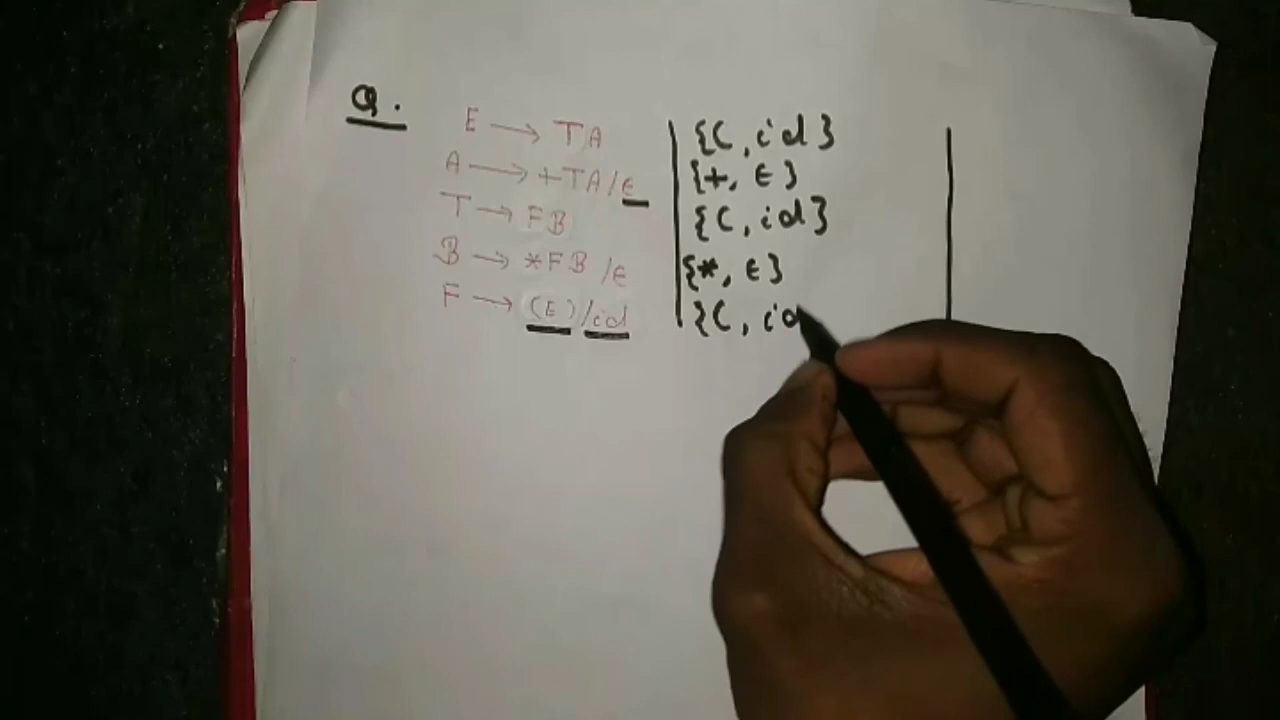 Q.
E → TA | {(, id}
A → +TA/ε | {+, ε}
T → FB | {(, id}
B → *FB/ε | {*, ε}
F → (E)/id | {(, id